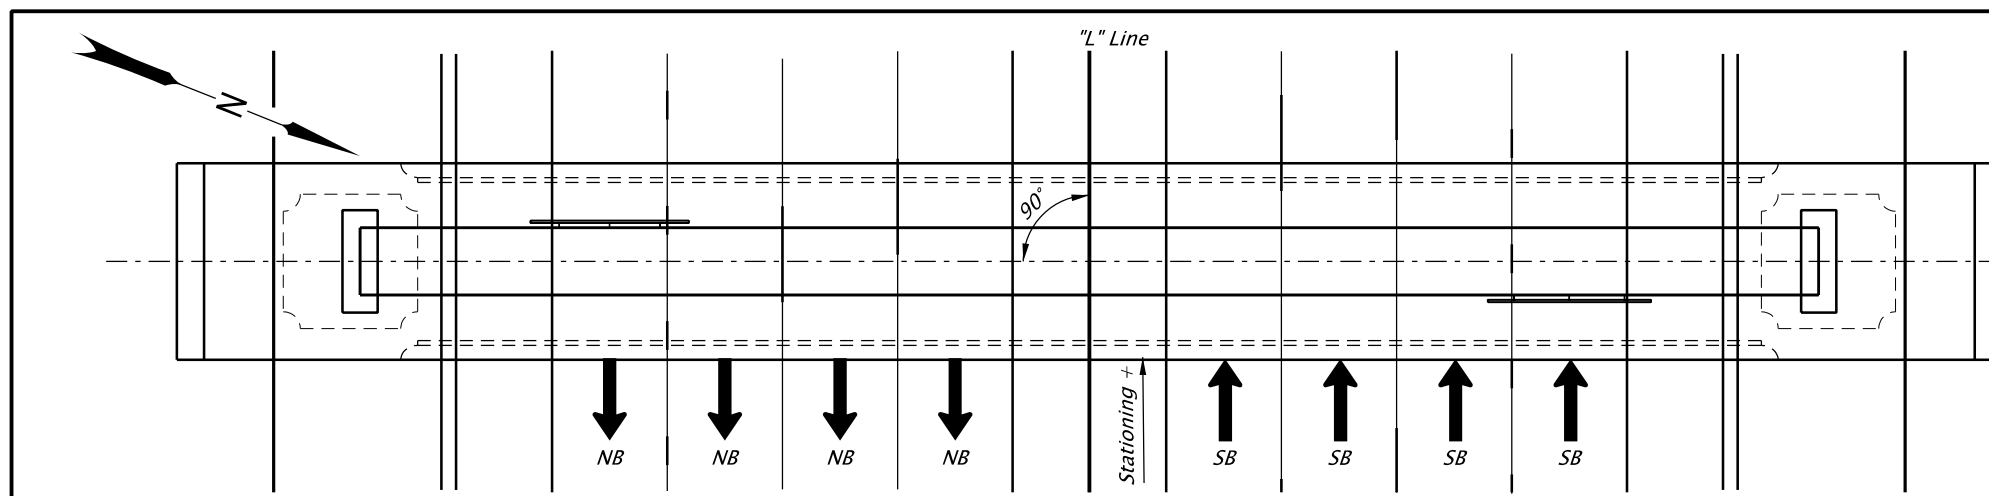 "L" Line
N
90°
Stationing +
NB NB NB NB SB SB SB SB